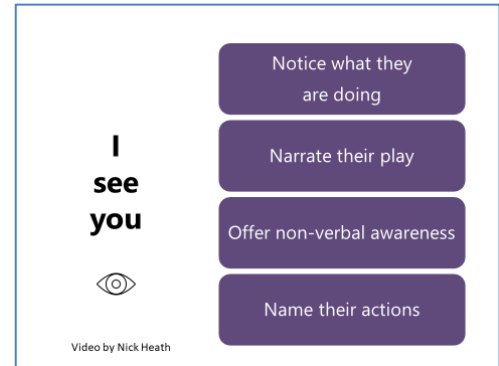 I
see
you
Video by Nick Heath
Notice what they
are doing
Narrate their play
Offer non-verbal awareness
Name their actions